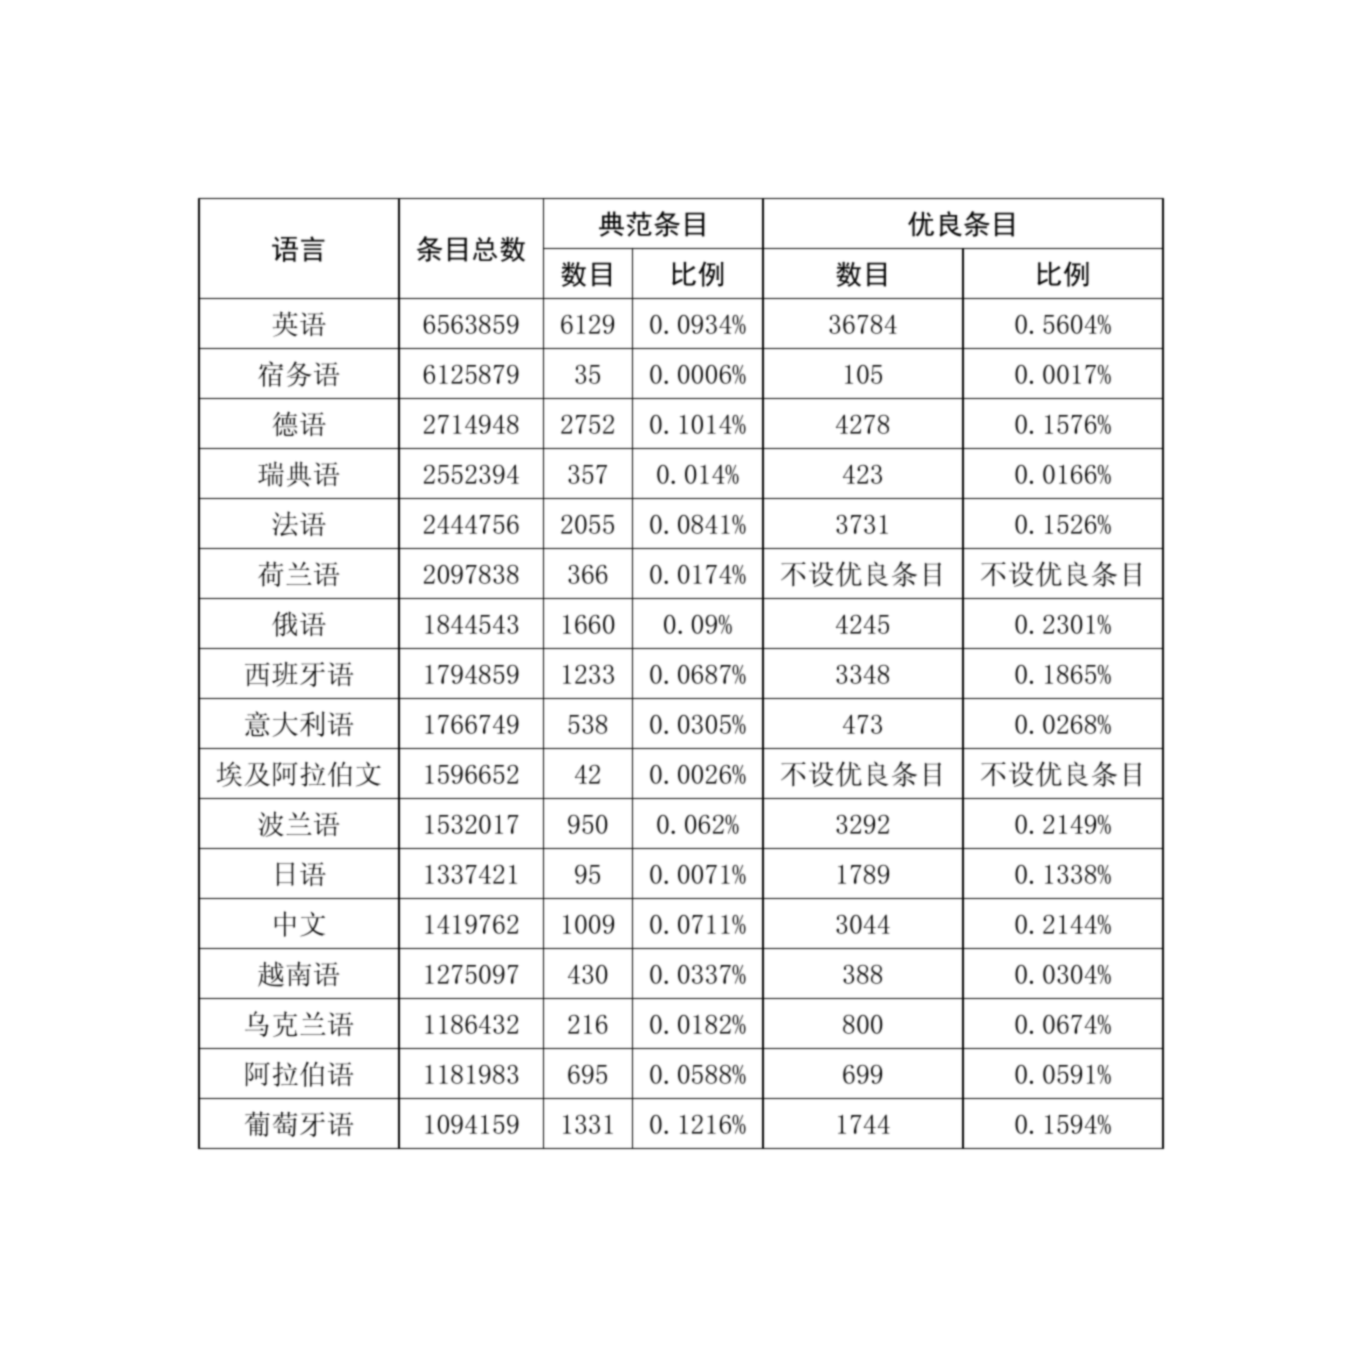 语言 条目总数 典范条目 优良条目
数目 比例 数目 比例
英语 6563859 6129 0.0934% 36784 0.5604%
宿务语 6125879 35 0.0006% 105 0.0017%
德语 2714948 2752 0.1014% 4278 0.1576%
瑞典语 2552394 357 0.014% 423 0.0166%
法语 2444756 2055 0.0841% 3731 0.1526%
荷兰语 2097838 366 0.0174% 不设优良条目 不设优良条目
俄语 1844543 1660 0.09% 4245 0.2301%
西班牙语 1794859 1233 0.0687% 3348 0.1865%
意大利语 1766749 538 0.0305% 473 0.0268%
埃及阿拉伯文 1596652 42 0.0026% 不设优良条目 不设优良条目
波兰语 1532017 950 0.062% 3292 0.2149%
日语 1337421 95 0.0071% 1789 0.1338%
中文 1419762 1009 0.0711% 3044 0.2144%
越南语 1275097 430 0.0337% 388 0.0304%
乌克兰语 1186432 216 0.0182% 800 0.0674%
阿拉伯语 1181983 695 0.0588% 699 0.0591%
葡萄牙语 1094159 1331 0.1216% 1744 0.1594%